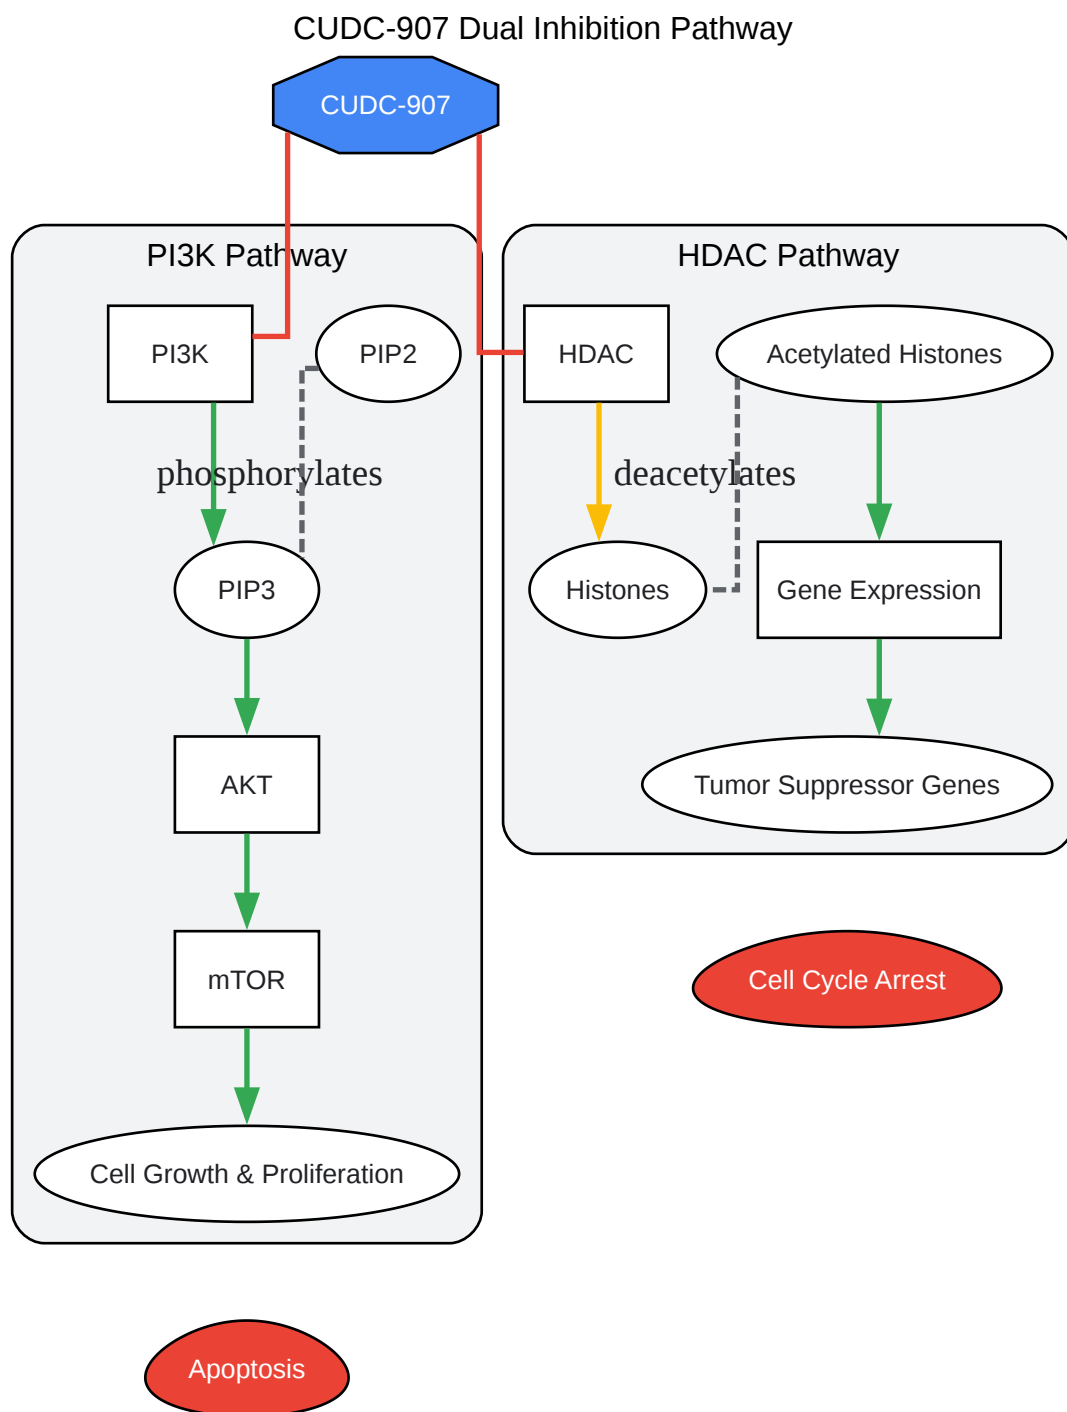 CUDC-907 Dual Inhibition Pathway
CUDC-907
PI3K Pathway
PI3K
PIP2
phosphorylates
PIP3
AKT
mTOR
Cell Growth & Proliferation
HDAC Pathway
HDAC
Acetylated Histones
deacetylates
Histones
Gene Expression
Tumor Suppressor Genes
Cell Cycle Arrest
Apoptosis